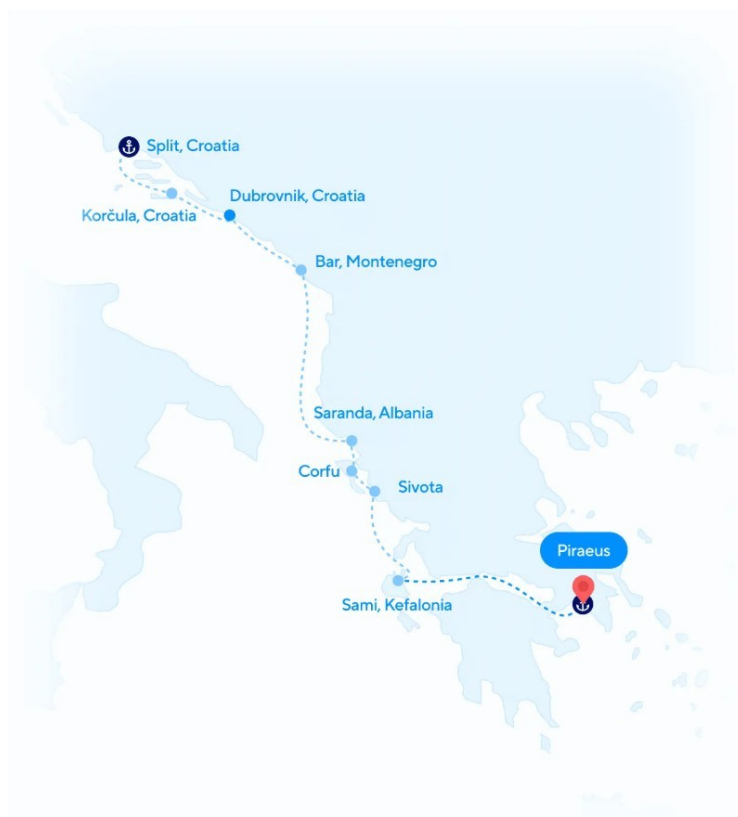 Split, Croatia
Dubrovnik, Croatia
Korčula, Croatia
Bar, Montenegro
Saranda, Albania
Corfu
Sivota
Piraeus
Sami, Kefalonia